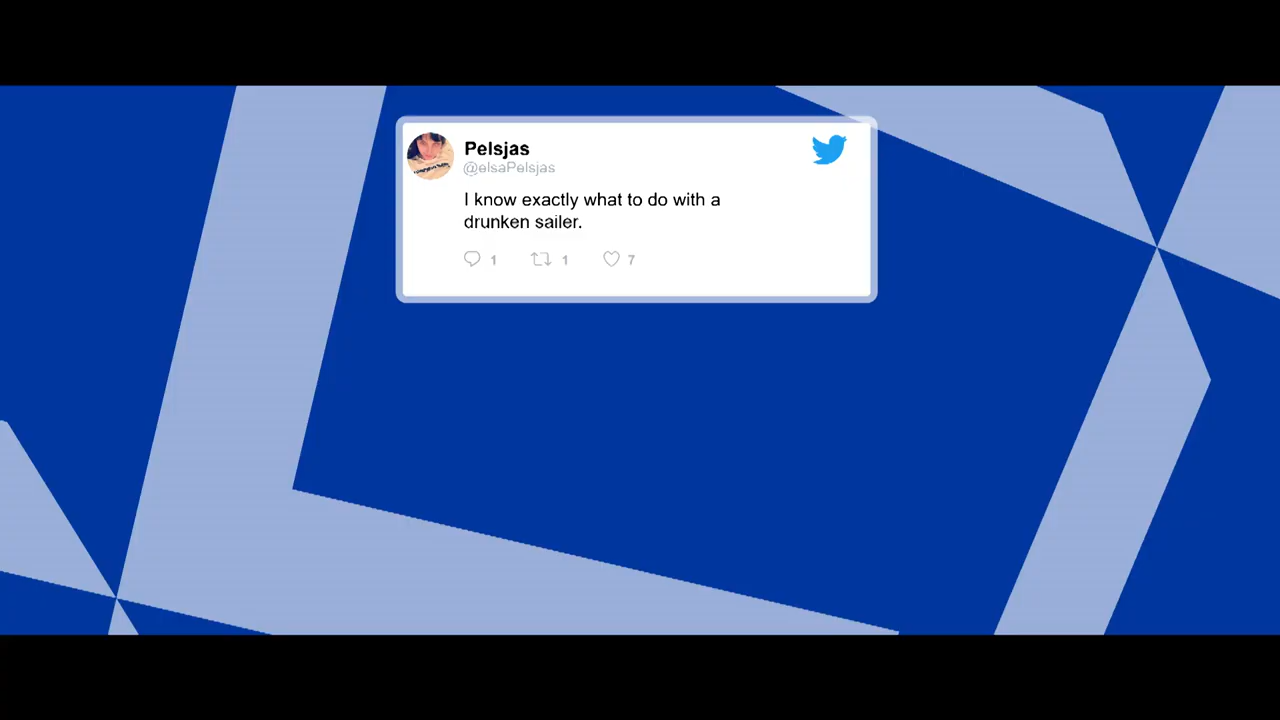 Pelsjas
@elsaPelsjas
I know exactly what to do with a
drunken sailer.
1 1 7